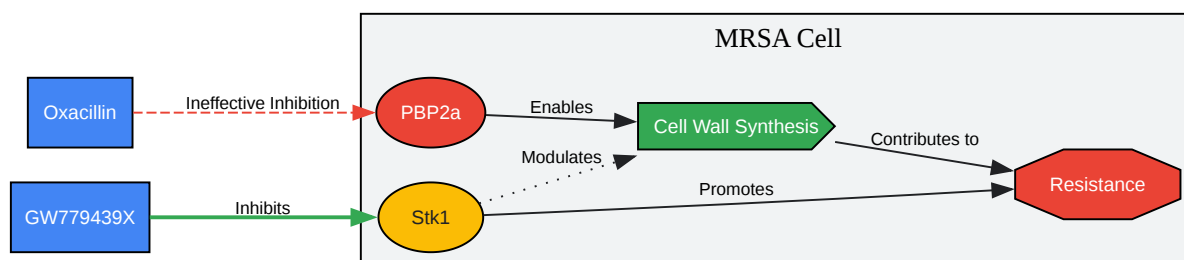 MRSA Cell
Oxacillin
Ineffective Inhibition
PBP2a
Enables
Cell Wall Synthesis
Contributes to
Modulates
Resistance
GW779439X
Inhibits
Stk1
Promotes